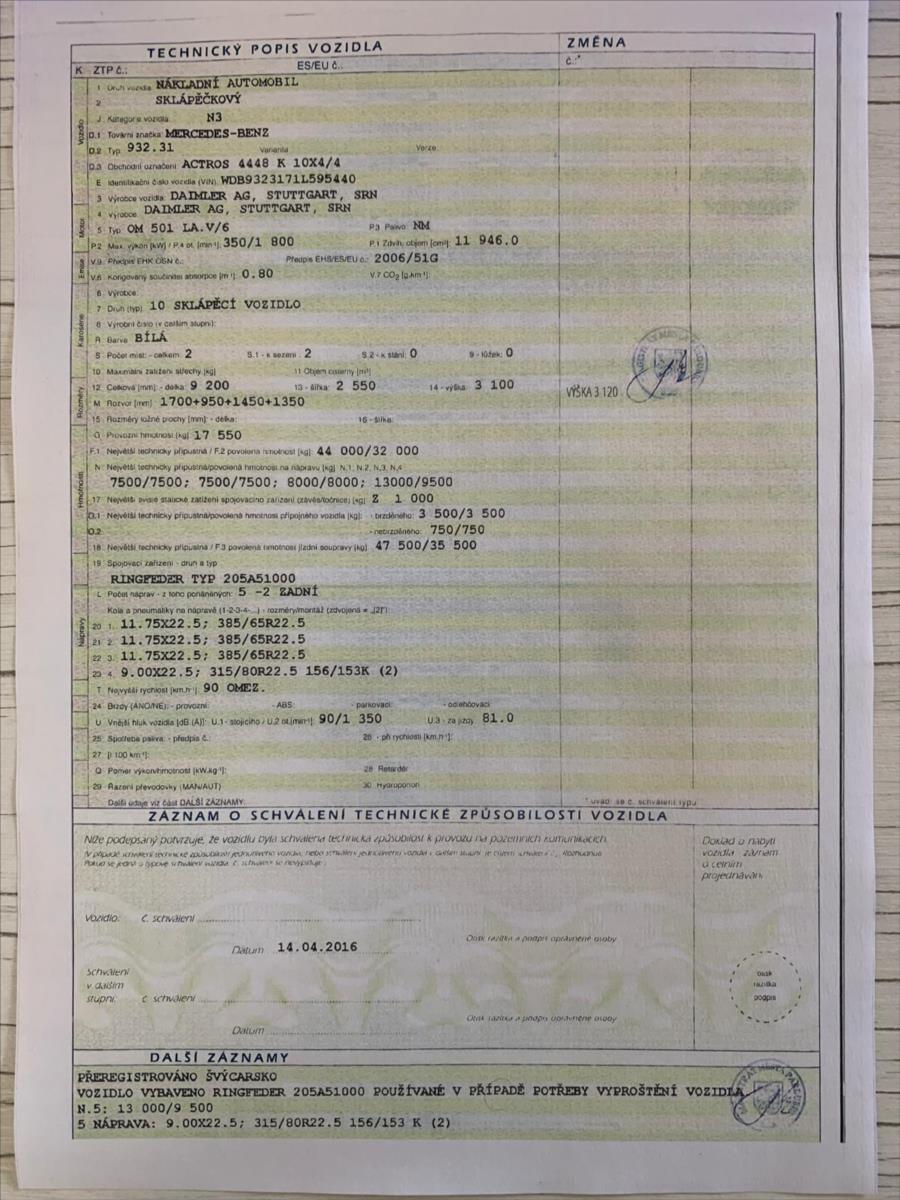 TECHNICKÝ POPIS VOZIDLA
ZMĚNA
K ZTP č.: ES/EU č.: č.:*
1 Druh vozidla: NÁKLADNÍ AUTOMOBIL
2 SKLÁPĚČKOVÝ
J Kategorie vozidla: N3
D.1 Tovární značka: MERCEDES-BENZ
D.2 Typ: 932.31 Varianta: Verze:
D.3 Obchodní označení: ACTROS 4448 K 10X4/4
E Identifikační číslo vozidla (VIN): WDB9323171L595440
3 Výrobce vozidla: DAIMLER AG, STUTTGART, SRN
4 Výrobce: DAIMLER AG, STUTTGART, SRN
5 Typ: OM 501 LA.V/6 P.3 Palivo: NM
P.2 Max. výkon [kW] / P.4 ot. [min⁻¹]: 350/1 800 P.1 Zdvih. objem [cm³]: 11 946.0
V.9 Předpis EHK OSN č.: Předpis EHS/ES/EU č.: 2006/51G
V.6 Korigovaný součinitel absorpce [m⁻¹]: 0.80 V.7 CO₂ [g.km⁻¹]:
6 Výrobce:
7 Druh (typ): 10 SKLÁPĚCÍ VOZIDLO
8 Výrobní číslo (v dalším stupni):
R Barva: BÍLÁ
S Počet míst: - celkem: 2 S.1 - k sezení: 2 S.2 - k stání: 0 9 - lůžek: 0
10 Maximální zatížení střechy [kg] 11 Objem cisterny [m³]
12 Celková [mm]: - délka: 9 200 13 - šířka: 2 550 14 - výška: 3 100
VÝŠKA 3 120
M Rozvor [mm]: 1700+950+1450+1350
15 Rozměry ložné plochy [mm]: - délka: 16 - šířka:
G Provozní hmotnost [kg]: 17 550
F.1 Největší technicky přípustná / F.2 povolená hmotnost [kg]: 44 000/32 000
N Největší technicky přípustná/povolená hmotnost na nápravu [kg] N.1, N.2, N.3, N.4
7500/7500; 7500/7500; 8000/8000; 13000/9500
17 Největší svislé statické zatížení spojovacího zařízení (závěs/točnice) [kg]: Z 1 000
O.1 Největší technicky přípustná/povolená hmotnost přípojného vozidla [kg]: - brzděného: 3 500/3 500
O.2 - nebrzděného: 750/750
18 Největší technicky přípustná / F.3 povolená hmotnost jízdní soupravy [kg]: 47 500/35 500
19 Spojovací zařízení - druh a typ
RINGFEDER TYP 205A51000
L Počet náprav - z toho poháněných: 5 -2 ZADNÍ
Kola a pneumatiky na nápravě (1-2-3-4-...) - rozměry/montáž (zdvojená = „(2)"):
20 1. 11.75X22.5; 385/65R22.5
21 2. 11.75X22.5; 385/65R22.5
22 3. 11.75X22.5; 385/65R22.5
23 4. 9.00X22.5; 315/80R22.5 156/153K (2)
T Nejvyšší rychlost [km.h⁻¹]: 90 OMEZ.
24 Brzdy (ANO/NE): - provozní: - ABS: - parkovací: - odlehčovací:
U Vnější hluk vozidla [dB (A)]: U.1 - stojícího / U.2 ot.[min⁻¹]: 90/1 350 U.3 - za jízdy: 81.0
25 Spotřeba paliva: - předpis č.: 26 - při rychlosti [km.h⁻¹]:
27 [l.100 km⁻¹]:
Q Poměr výkon/hmotnost [kW.kg⁻¹]: 28 Retardér
29 Řazení převodovky (MAN/AUT) 30 Hydropohon
Další údaje viz část DALŠÍ ZÁZNAMY: * uvádí se č. schválení typu
Vozidlo
Motor
Emise
Karoserie
Rozměry
Hmotnosti
Nápravy
ZÁZNAM O SCHVÁLENÍ TECHNICKÉ ZPŮSOBILOSTI VOZIDLA
Níže podepsaný potvrzuje, že vozidlu byla schválena technická způsobilost k provozu na pozemních komunikacích.
Doklad o nabytí
vozidla záznam
o celním
projednávání
Vozidlo: č. schválení
Otisk razítka a podpis oprávněné osoby
Datum 14.04.2016
Schválení
v dalším
stupni: č. schválení
Otisk razítka a podpis oprávněné osoby
Datum
otisk
razítka
podpis
DALŠÍ ZÁZNAMY
PŘEREGISTROVÁNO ŠVÝCARSKO
VOZIDLO VYBAVENO RINGFEDER 205A51000 POUŽÍVANÉ V PŘÍPADĚ POTŘEBY VYPROŠTĚNÍ VOZIDLA
N.5: 13 000/9 500
5 NÁPRAVA: 9.00X22.5; 315/80R22.5 156/153 K (2)